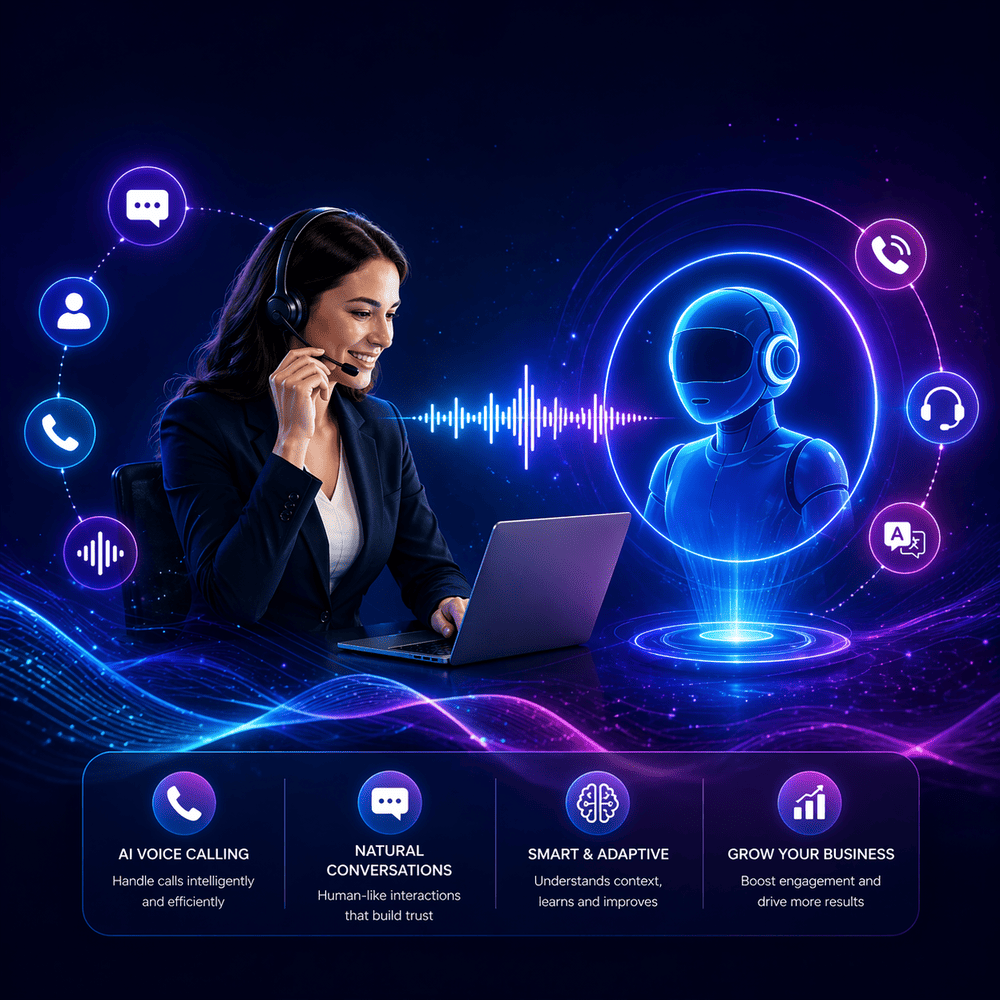 A
AI VOICE CALLING
Handle calls intelligently
and efficiently
NATURAL
CONVERSATIONS
Human-like interactions
that build trust
SMART & ADAPTIVE
Understands context,
learns and improves
GROW YOUR BUSINESS
Boost engagement and
drive more results